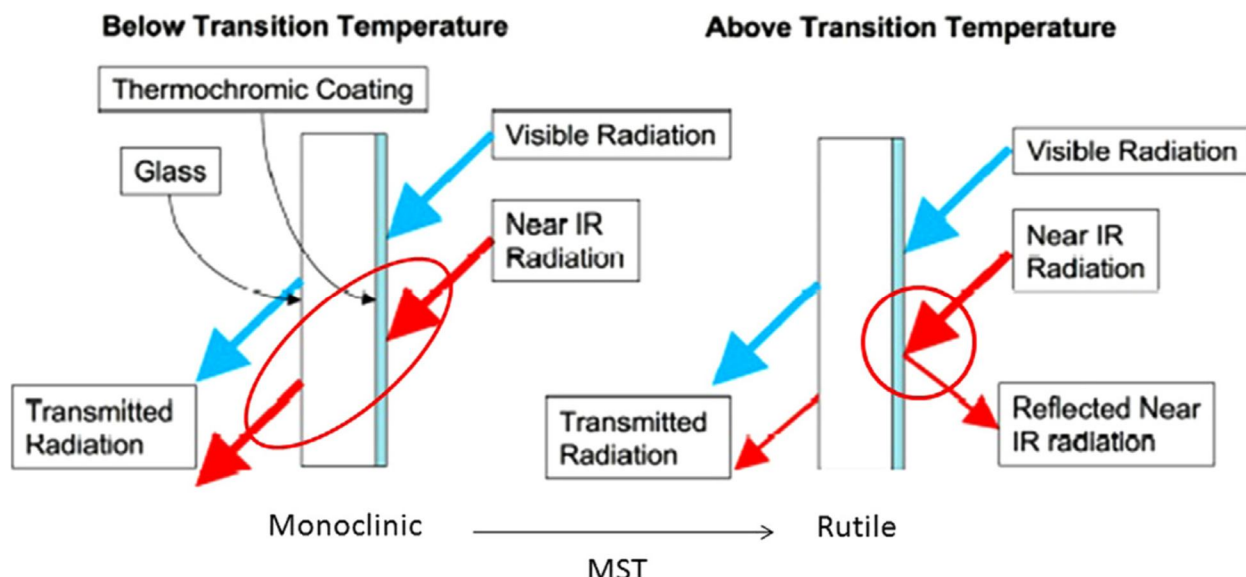 Below Transition Temperature
Above Transition Temperature
Thermochromic Coating
Glass
Visible Radiation
Near IR
Radiation
Transmitted
Radiation
Visible Radiation
Near IR
Radiation
Transmitted
Radiation
Reflected Near
IR radiation
Monoclinic
Rutile
MST